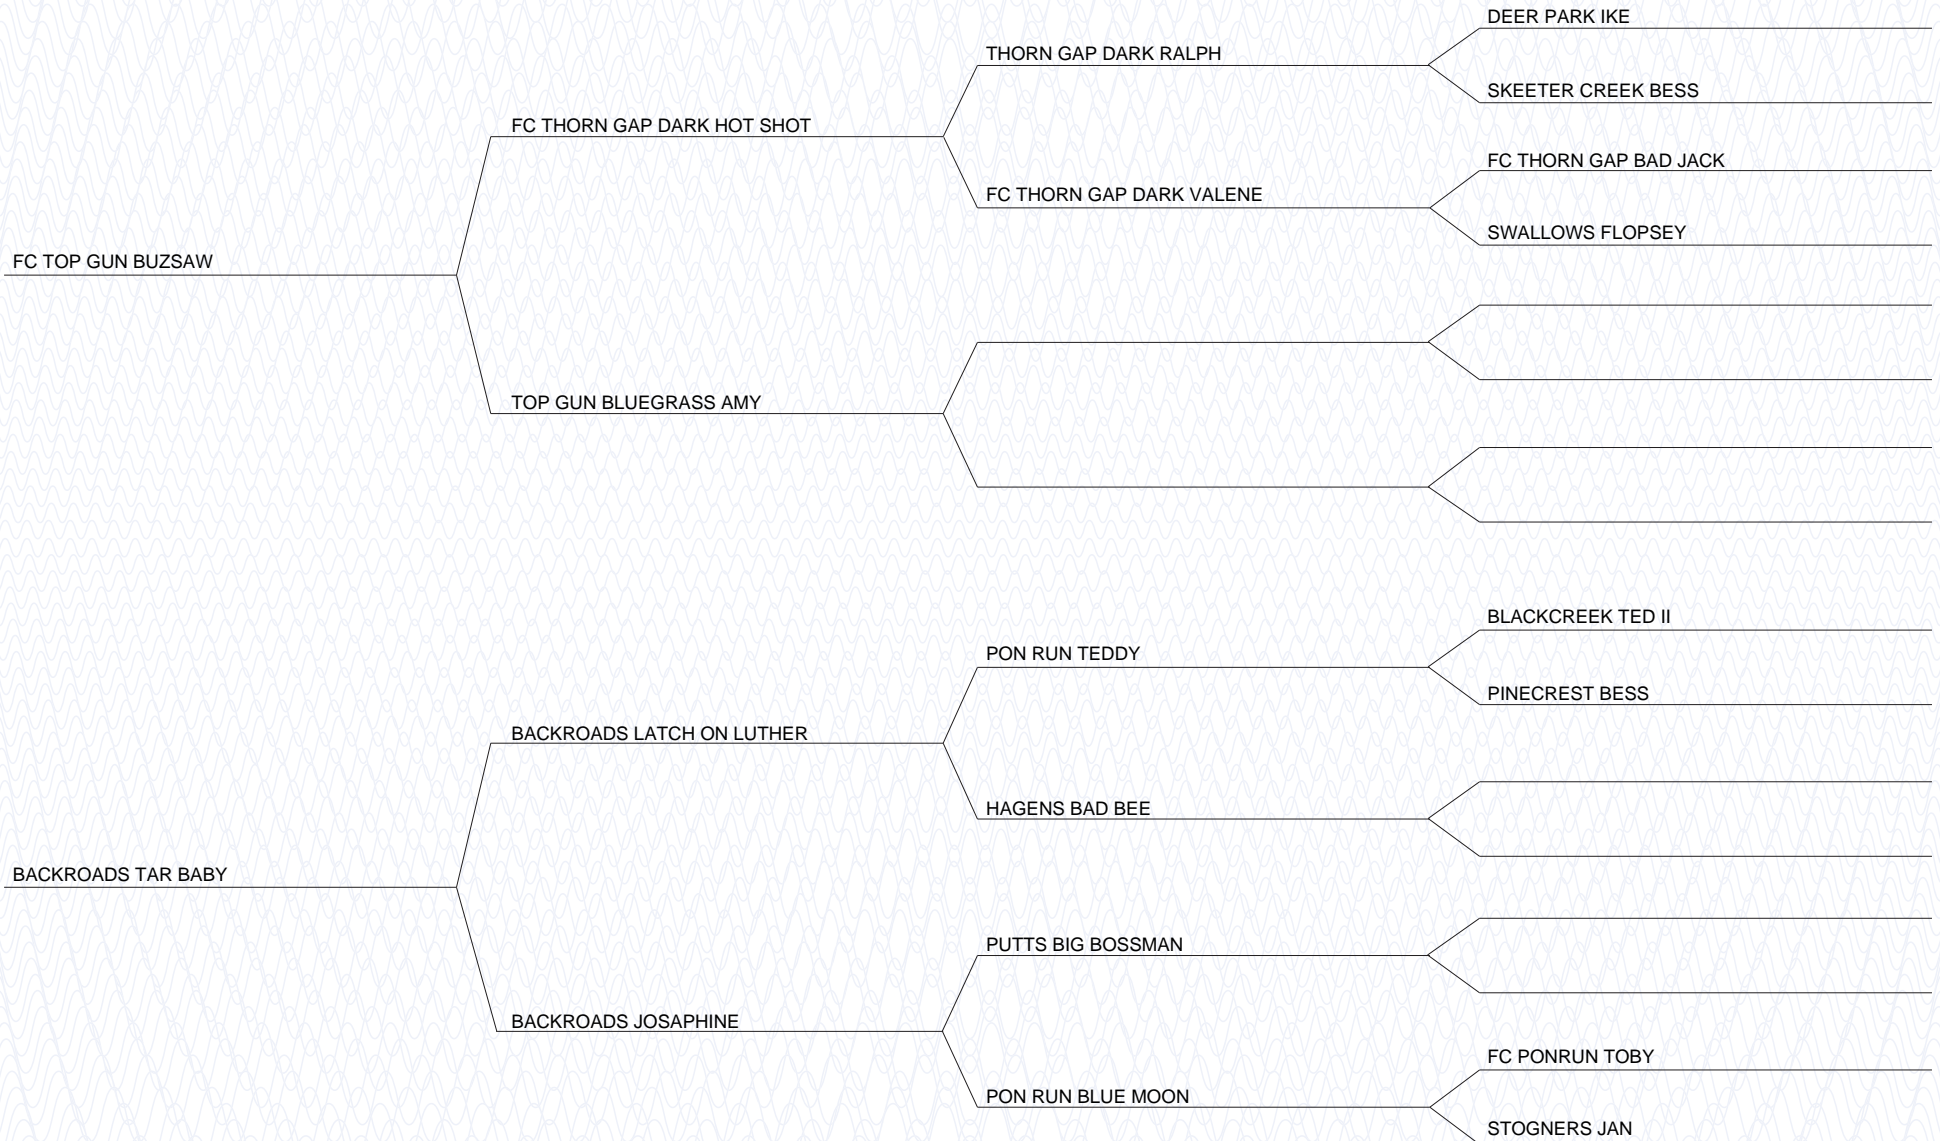 DEER PARK IKE
THORN GAP DARK RALPH
SKEETER CREEK BESS
FC THORN GAP DARK HOT SHOT
FC THORN GAP BAD JACK
FC THORN GAP DARK VALENE
SWALLOWS FLOPSEY
FC TOP GUN BUZSAW
TOP GUN BLUEGRASS AMY
BLACKCREEK TED II
PON RUN TEDDY
PINECREST BESS
BACKROADS LATCH ON LUTHER
HAGENS BAD BEE
BACKROADS TAR BABY
PUTTS BIG BOSSMAN
BACKROADS JOSAPHINE
FC PONRUN TOBY
PON RUN BLUE MOON
STOGNERS JAN